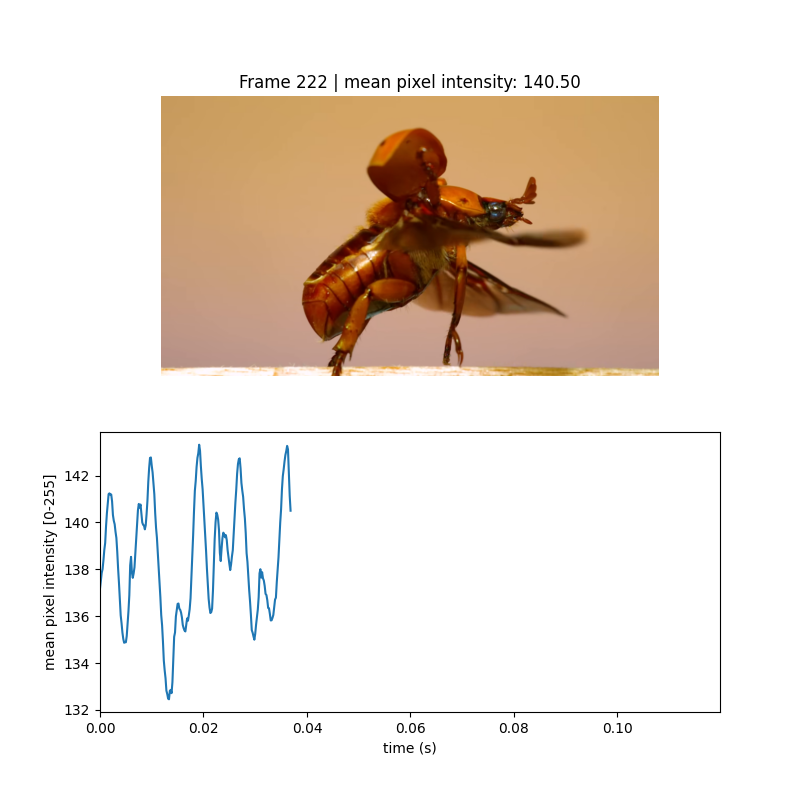 Frame 222 | mean pixel intensity: 140.50
mean pixel intensity [0-255]
142
140
138
136
134
132
0.00 0.02 0.04 0.06 0.08 0.10
time (s)